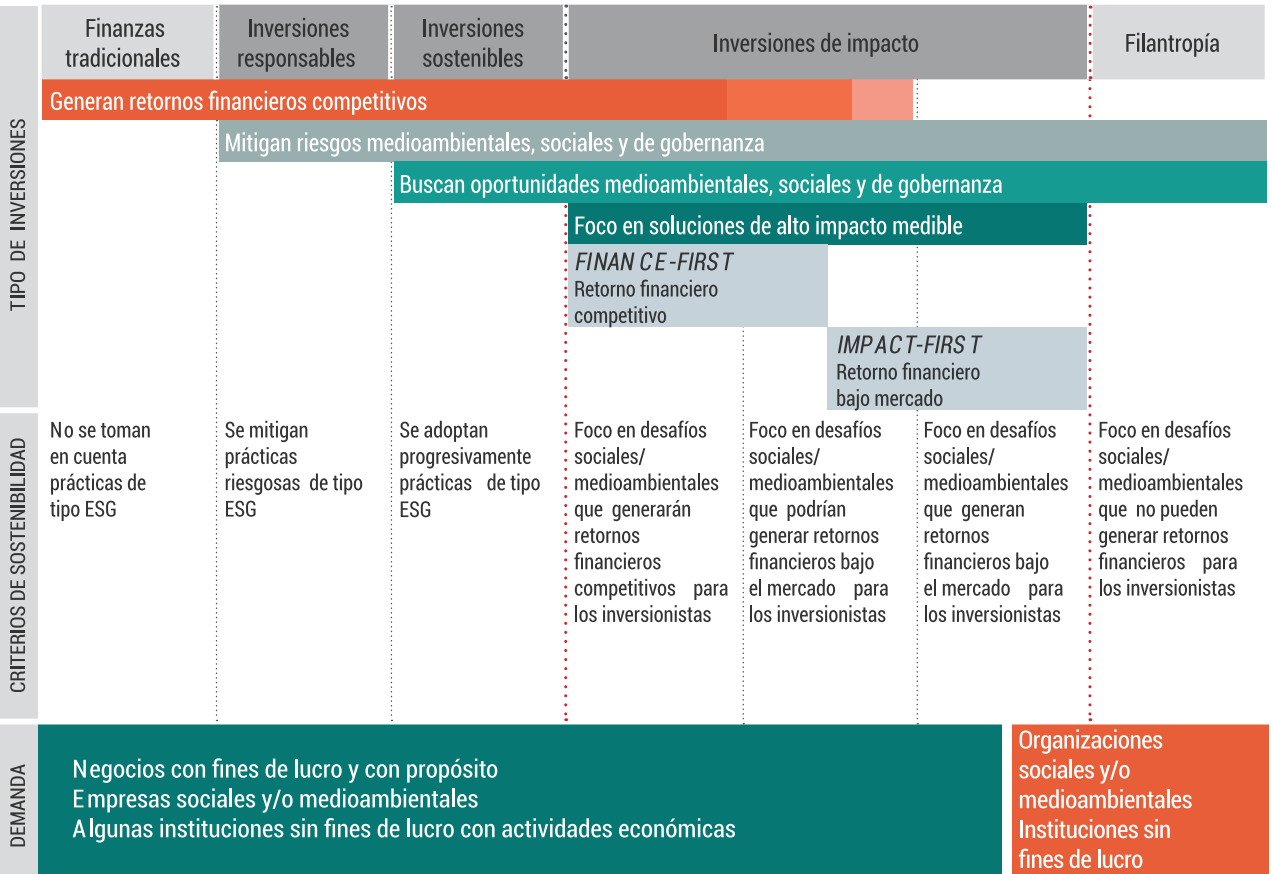 Finanzas
tradicionales
Inversiones
responsables
Inversiones
sostenibles
Inversiones de impacto
Filantropía
TIPO DE INVERSIONES
Generan retornos financieros competitivos
Mitigan riesgos medioambientales, sociales y de gobernanza
Buscan oportunidades medioambientales, sociales y de gobernanza
Foco en soluciones de alto impacto medible
FINANCE-FIRST
Retorno financiero
competitivo
IMPACT-FIRST
Retorno financiero
bajo mercado
CRITERIOS DE SOSTENIBILIDAD
No se toman
en cuenta
prácticas de
tipo ESG
Se mitigan
prácticas
riesgosas de tipo
ESG
Se adoptan
progresivamente
prácticas de tipo
ESG
Foco en desafíos
sociales/
medioambientales
que generarán
retornos
financieros
competitivos para
los inversionistas
Foco en desafíos
sociales/
medioambientales
que podrían
generar retornos
financieros bajo
el mercado para
los inversionistas
Foco en desafíos
sociales/
medioambientales
que generan
retornos
financieros bajo
el mercado para
los inversionistas
Foco en desafíos
sociales/
medioambientales
que no pueden
generar retornos
financieros para
los inversionistas
DEMANDA
Negocios con fines de lucro y con propósito
Empresas sociales y/o medioambientales
Algunas instituciones sin fines de lucro con actividades económicas
Organizaciones
sociales y/o
medioambientales
Instituciones sin
fines de lucro